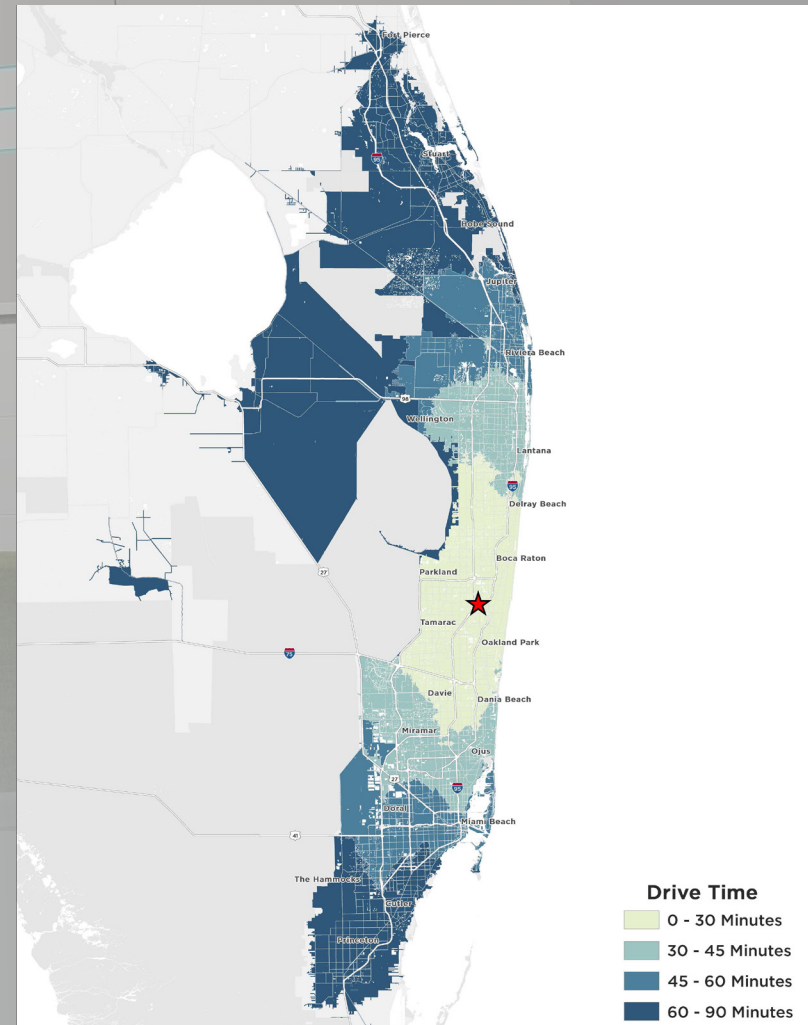 Fort Pierce
95
Stuart
Hobe Sound
Jupiter
Riviera Beach
98
Wellington
Lantana
95
Delray Beach
Boca Raton
27
Parkland
Tamarac
Oakland Park
75
Davie
Dania Beach
Miramar
Ojus
27
95
Doral
Miami Beach
41
The Hammocks
Cutler
Princeton
Drive Time
0 - 30 Minutes
30 - 45 Minutes
45 - 60 Minutes
60 - 90 Minutes